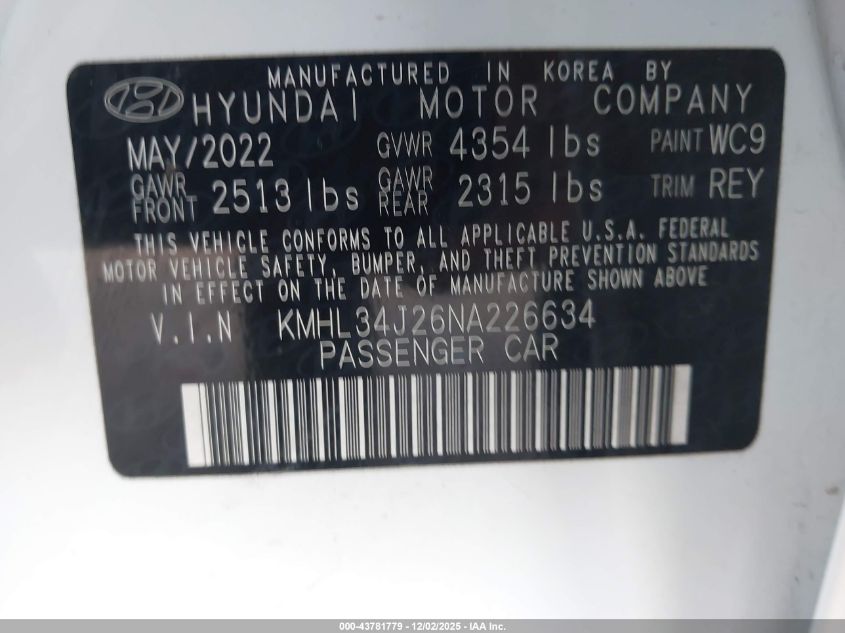 MANUFACTURED IN KOREA BY
HYUNDAI MOTOR COMPANY
MAY/2022 GVWR 4354 lbs PAINT WC9
GAWR FRONT 2513 lbs GAWR REAR 2315 lbs TRIM REY
THIS VEHICLE CONFORMS TO ALL APPLICABLE U.S.A. FEDERAL
MOTOR VEHICLE SAFETY, BUMPER, AND THEFT PREVENTION STANDARDS
IN EFFECT ON THE DATE OF MANUFACTURE SHOWN ABOVE
V.I.N KMHL34J26NA226634
PASSENGER CAR
000-43781779 - 12/02/2025 - IAA Inc.